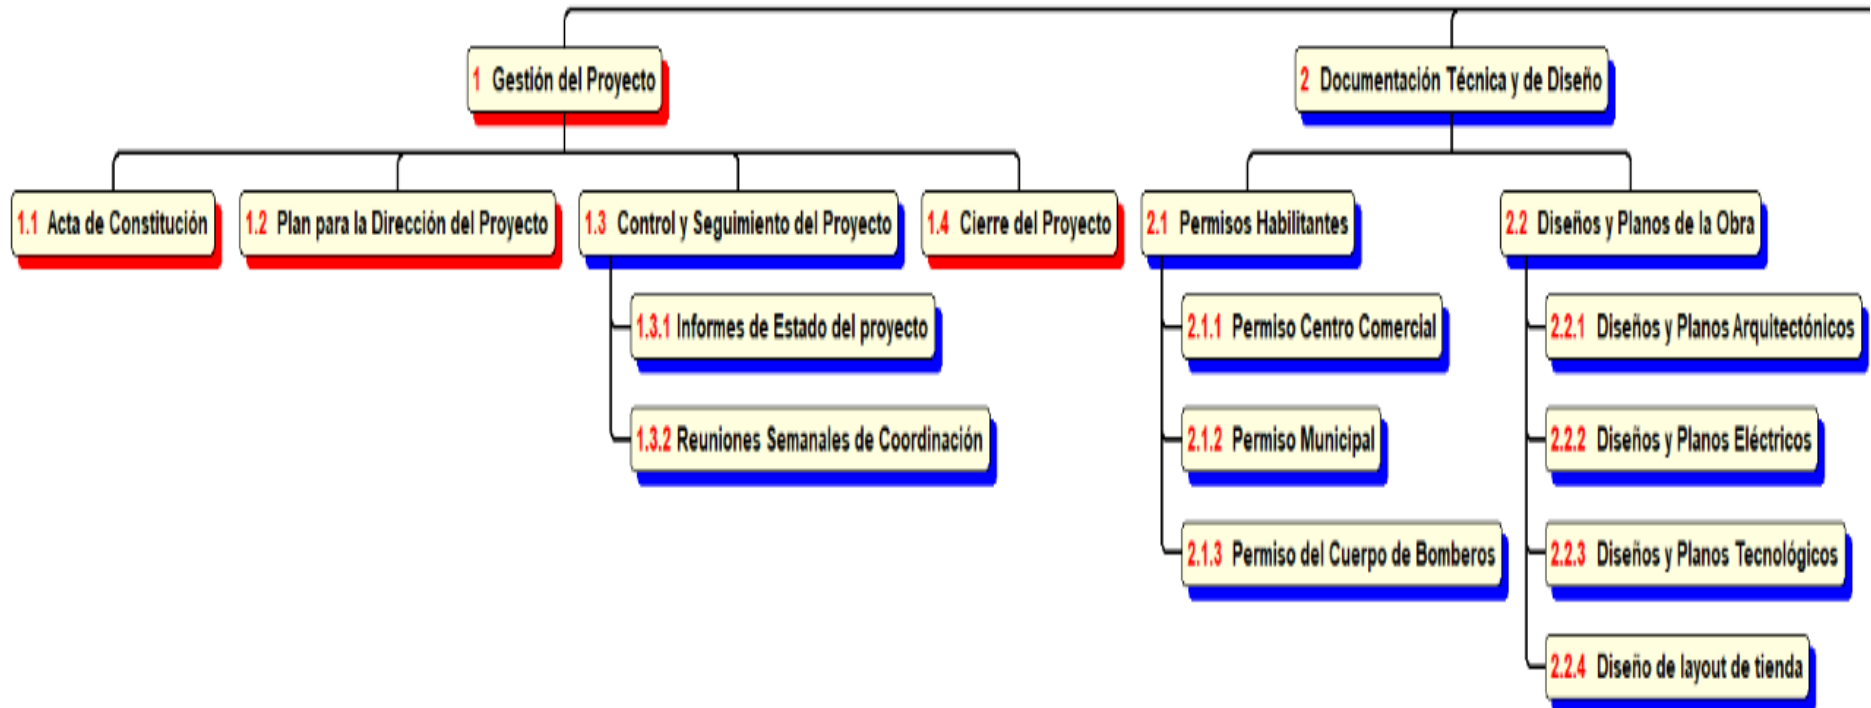 1 Gestión del Proyecto
2 Documentación Técnica y de Diseño
1.1 Acta de Constitución
1.2 Plan para la Dirección del Proyecto
1.3 Control y Seguimiento del Proyecto
1.4 Cierre del Proyecto
2.1 Permisos Habilitantes
2.2 Diseños y Planos de la Obra
1.3.1 Informes de Estado del proyecto
1.3.2 Reuniones Semanales de Coordinación
2.1.1 Permiso Centro Comercial
2.1.2 Permiso Municipal
2.1.3 Permiso del Cuerpo de Bomberos
2.2.1 Diseños y Planos Arquitectónicos
2.2.2 Diseños y Planos Eléctricos
2.2.3 Diseños y Planos Tecnológicos
2.2.4 Diseño de layout de tienda